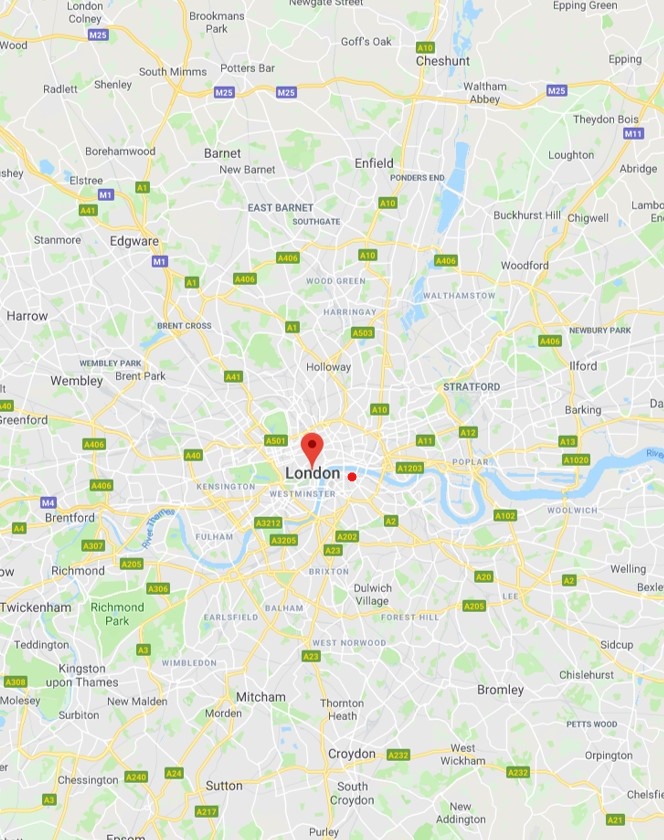 Newgate Street
London
Colney
Brookmans
Park
Epping Green
M25
Wood
Goff's Oak
A10
Cheshunt
Epping
South Mimms
Potters Bar
Radlett
Shenley
M25
M25
Waltham
Abbey
M25
Theydon Bois
M11
Borehamwood
Barnet
New Barnet
Enfield
Loughton
Abridge
shey
Elstree
A1
M1
A41
PONDERS END
EAST BARNET
SOUTHGATE
A10
Buckhurst Hill
Chigwell
Lambo
En
Stanmore
Edgware
M1
A406
A10
A406
Woodford
A1
A406
WOOD GREEN
WALTHAMSTOW
HARRINGAY
Harrow
BRENT CROSS
A1
A503
NEWBURY PARK
A406
WEMBLEY PARK
Wembley
Brent Park
A41
Holloway
STRATFORD
Ilford
lt
A40
Greenford
A10
Barking
Da
A406
A501
A11
A12
A13
A40
London
A1203
POPLAR
A1020
River
A406
KENSINGTON
WESTMINSTER
M4
Brentford
A4
A3212
A2
A102
WOOLWICH
River Thames
A307
FULHAM
A3205
A202
A23
ow
Richmond
A205
BRIXTON
A306
A20
A2
Welling
Bexle
Twickenham
Richmond
Park
BALHAM
Dulwich
Village
A205
LEE
EARLSFIELD
FOREST HILL
Teddington
A3
WEST NORWOOD
Sidcup
WIMBLEDON
A23
Kingston
upon Thames
A308
Molesey
New Malden
Mitcham
Bromley
Chislehurst
Surbiton
Morden
Thornton
Heath
PETTS WOOD
Croydon
A232
West
Wickham
Orpington
er
Chessington
A240
A24
A232
Sutton
South
Croydon
Chelsfie
A3
A217
New
Addington
A21
Epsom
Purley